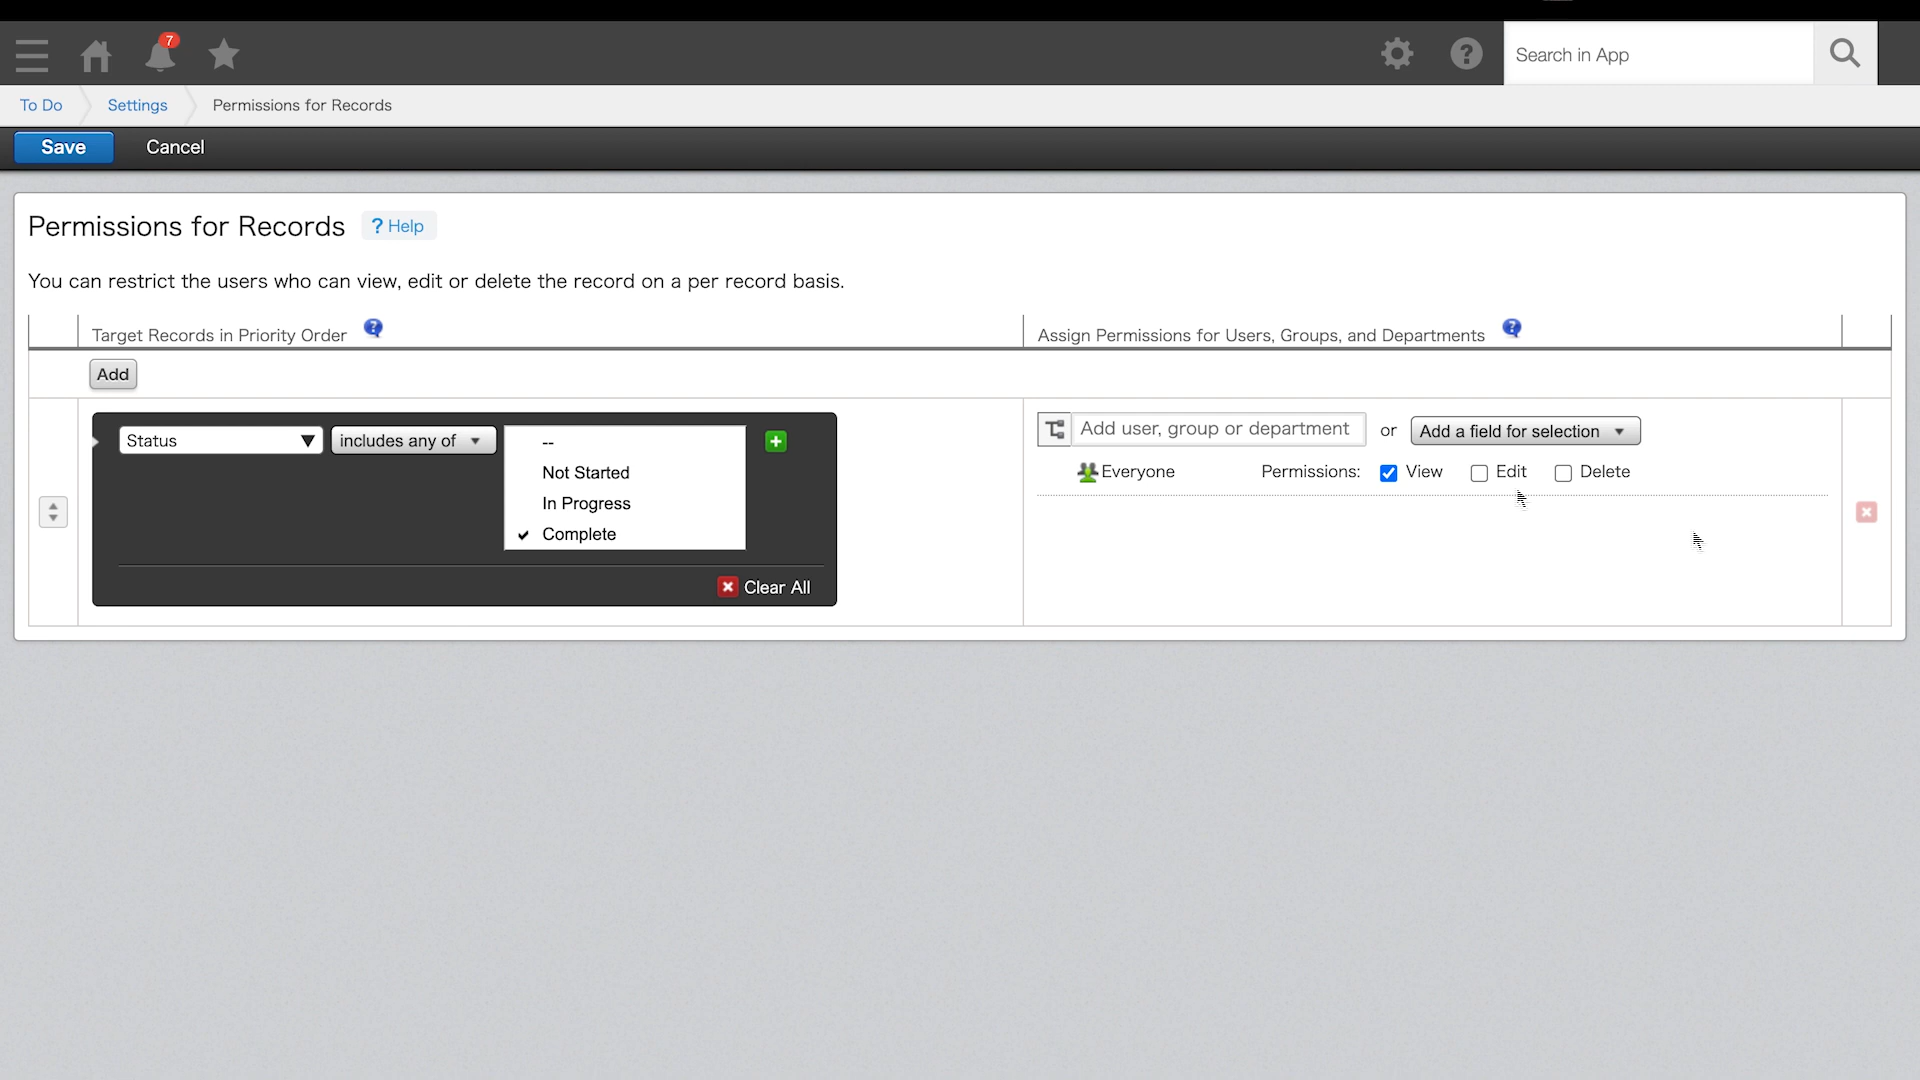 7
Search in App
To Do Settings Permissions for Records
Save Cancel
Permissions for Records ? Help
You can restrict the users who can view, edit or delete the record on a per record basis.
Target Records in Priority Order ? Assign Permissions for Users, Groups, and Departments ?
Add
Status includes any of
--
Not Started
In Progress
Complete
Clear All
Add user, group or department or Add a field for selection
Everyone Permissions: View Edit Delete